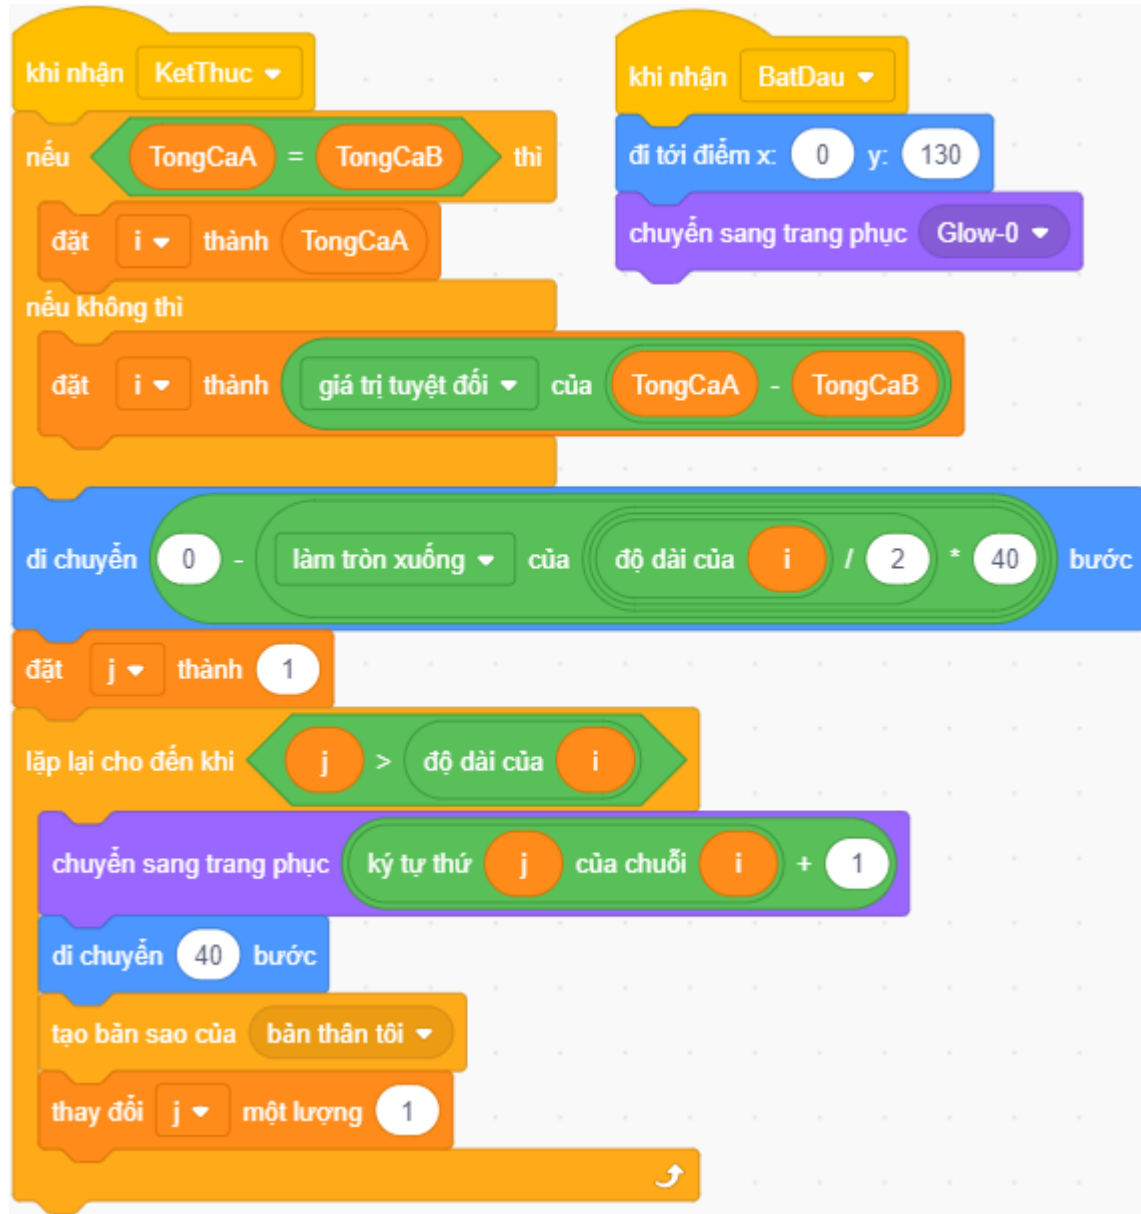 khi nhận KetThuc
nếu TongCaA = TongCaB thì
đặt i thành TongCaA
nếu không thì
đặt i thành giá trị tuyệt đối của TongCaA - TongCaB
di chuyển 0 - làm tròn xuống của độ dài của i / 2 * 40 bước
đặt j thành 1
lặp lại cho đến khi j > độ dài của i
chuyển sang trang phục ký tự thứ j của chuỗi i + 1
di chuyển 40 bước
tạo bản sao của bản thân tôi
thay đổi j một lượng 1
khi nhận BatDau
đi tới điểm x: 0 y: 130
chuyển sang trang phục Glow-0